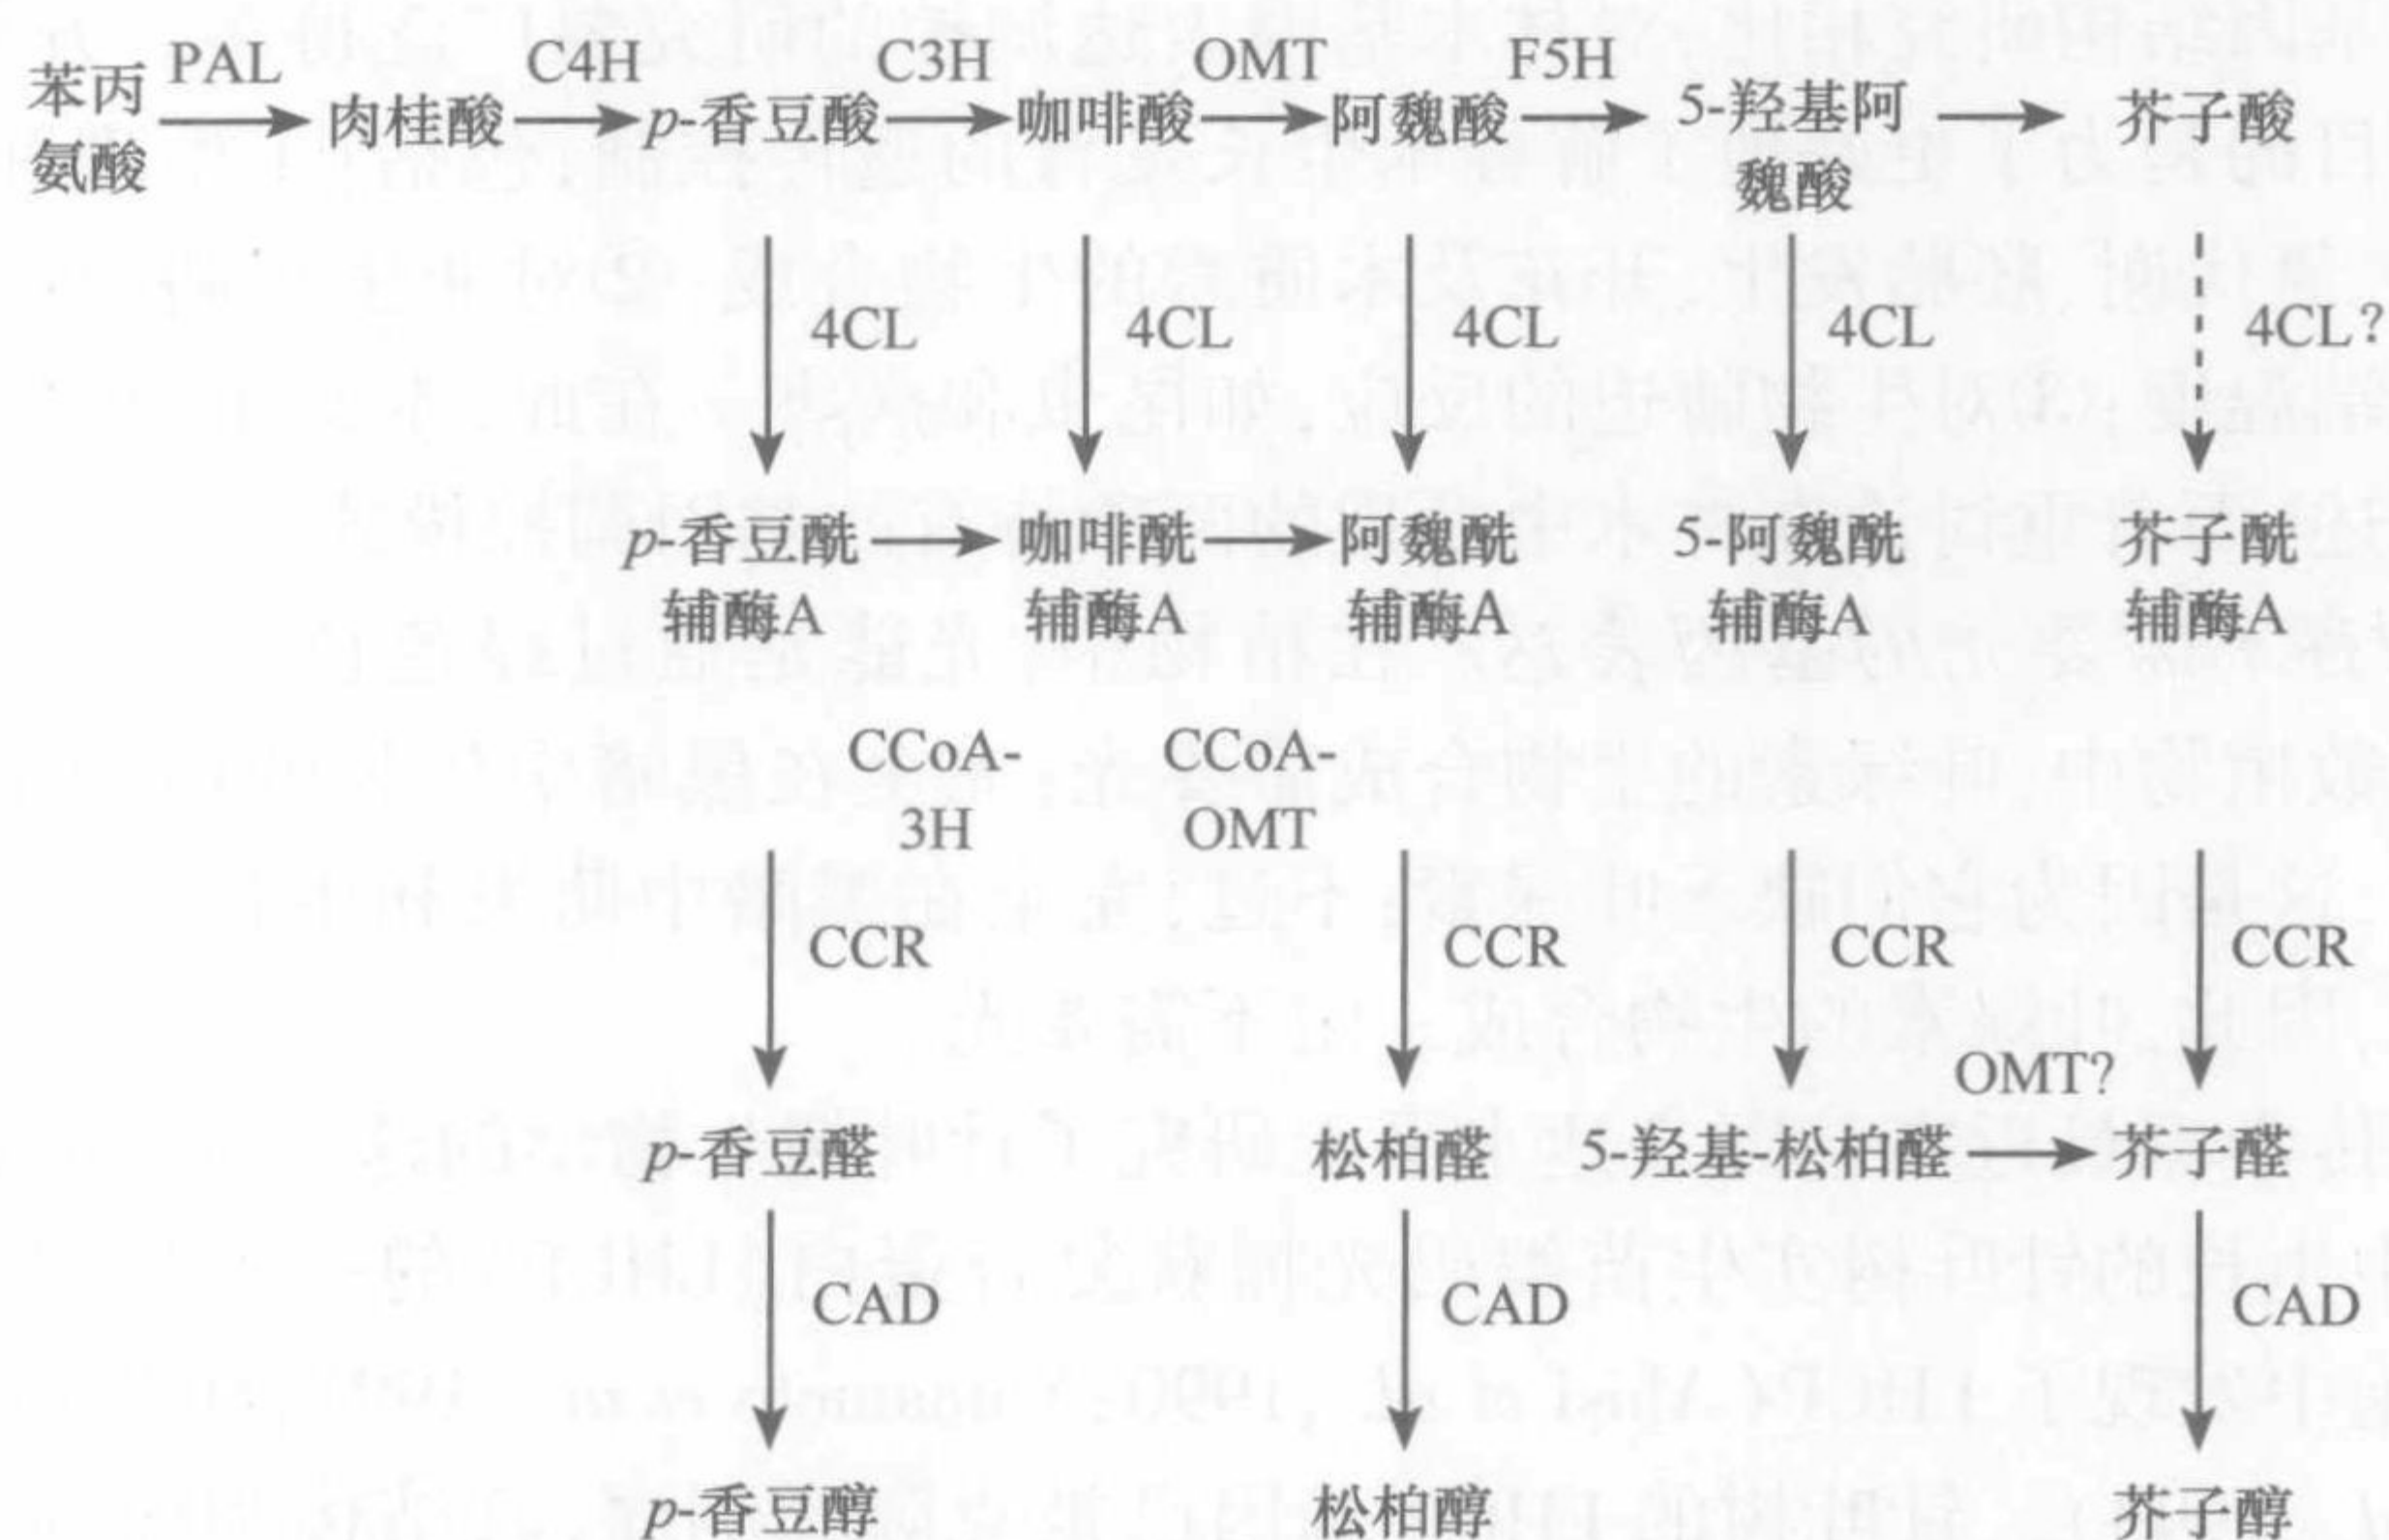 PAL C4H C3H OMT F5H
苯丙 肉桂酸 p-香豆酸 咖啡酸 阿魏酸 5-羟基阿 芥子酸
氨酸 魏酸
4CL 4CL 4CL 4CL 4CL?
p-香豆酰 咖啡酰 阿魏酰 5-阿魏酰 芥子酰
辅酶A 辅酶A 辅酶A 辅酶A 辅酶A
CCoA- CCoA-
3H OMT
CCR CCR CCR CCR
OMT?
p-香豆醛 松柏醛 5-羟基-松柏醛 芥子醛
CAD CAD CAD
p-香豆醇 松柏醇 芥子醇